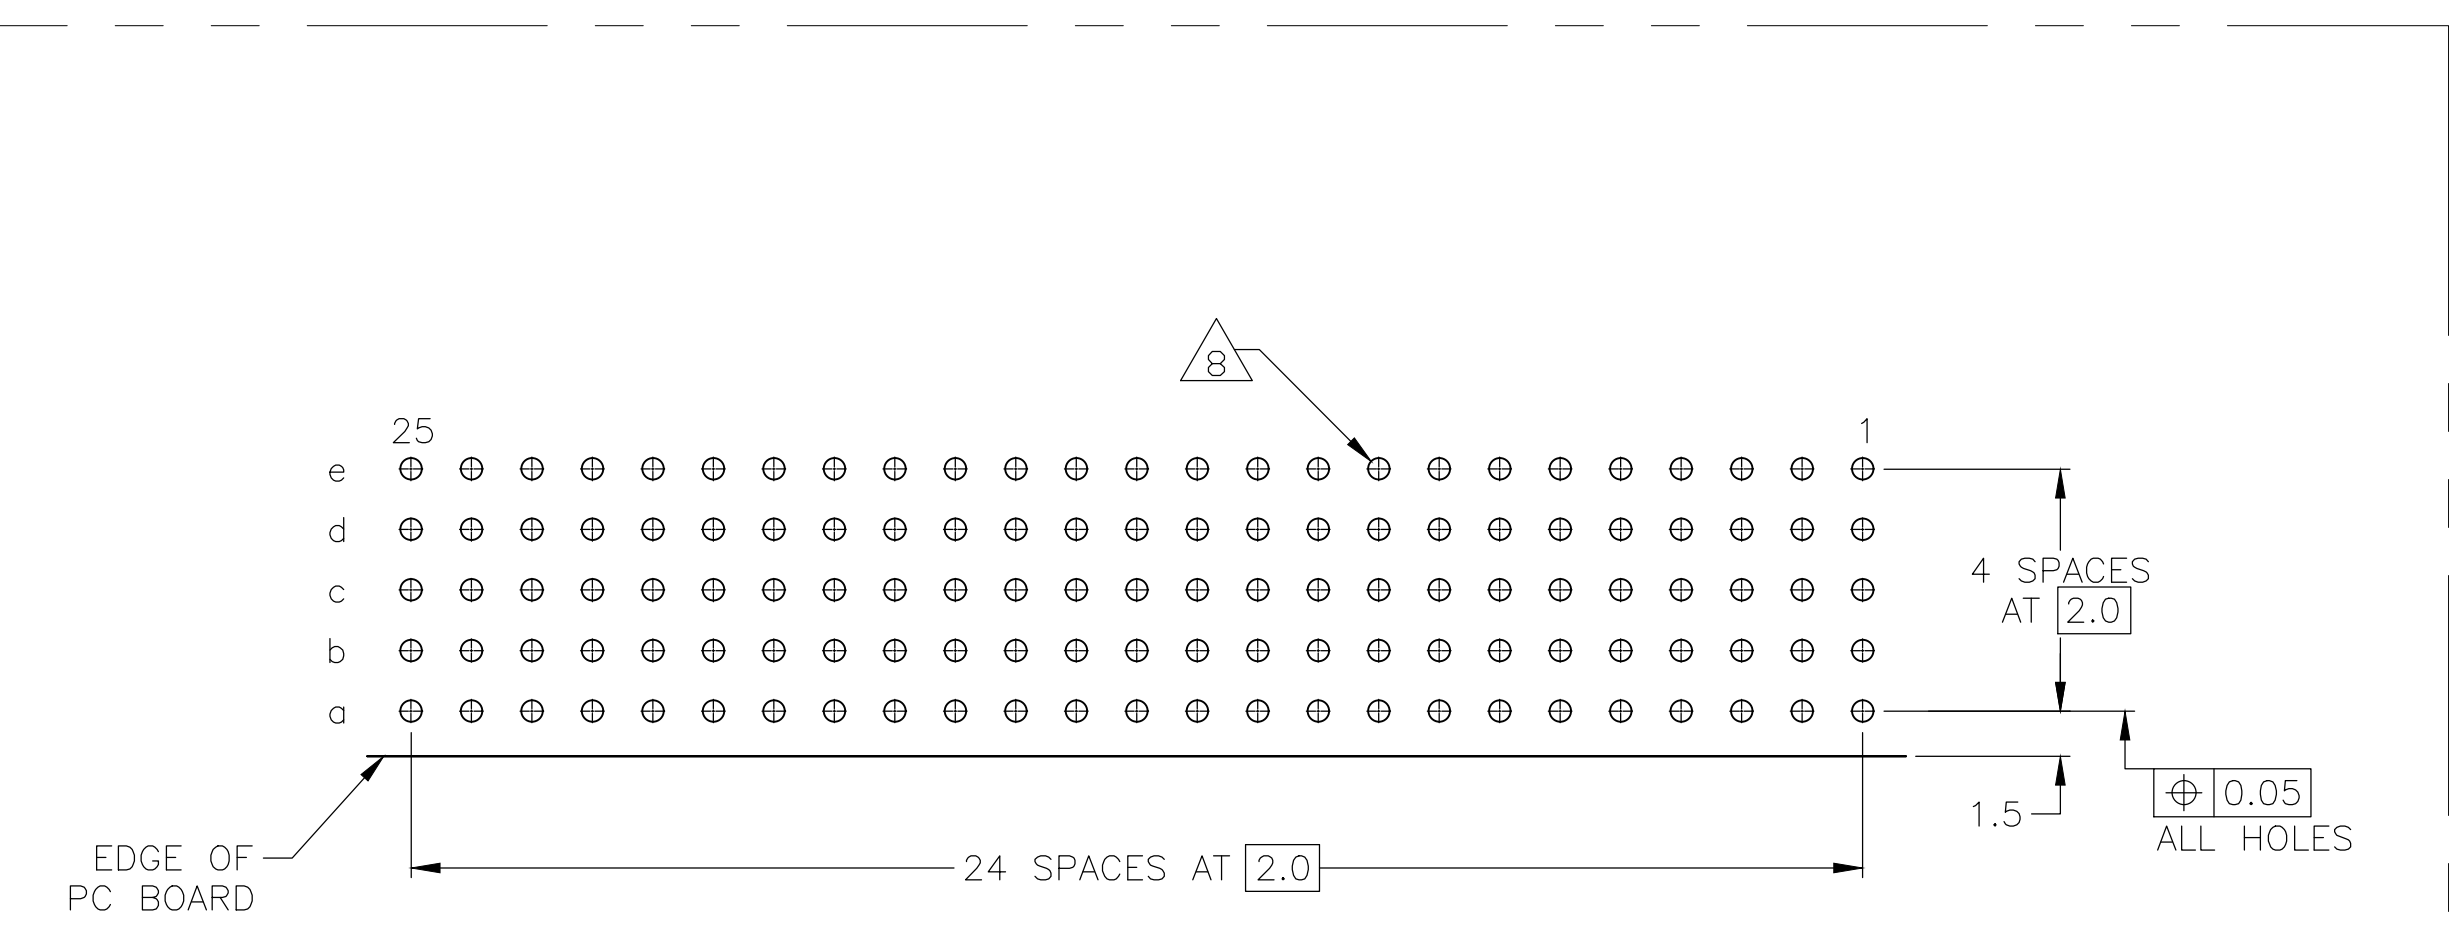 8
25
1
e
d
c
b
a
4 SPACES
AT 2.0
1.5
0.05
ALL HOLES
EDGE OF
PC BOARD
24 SPACES AT 2.0